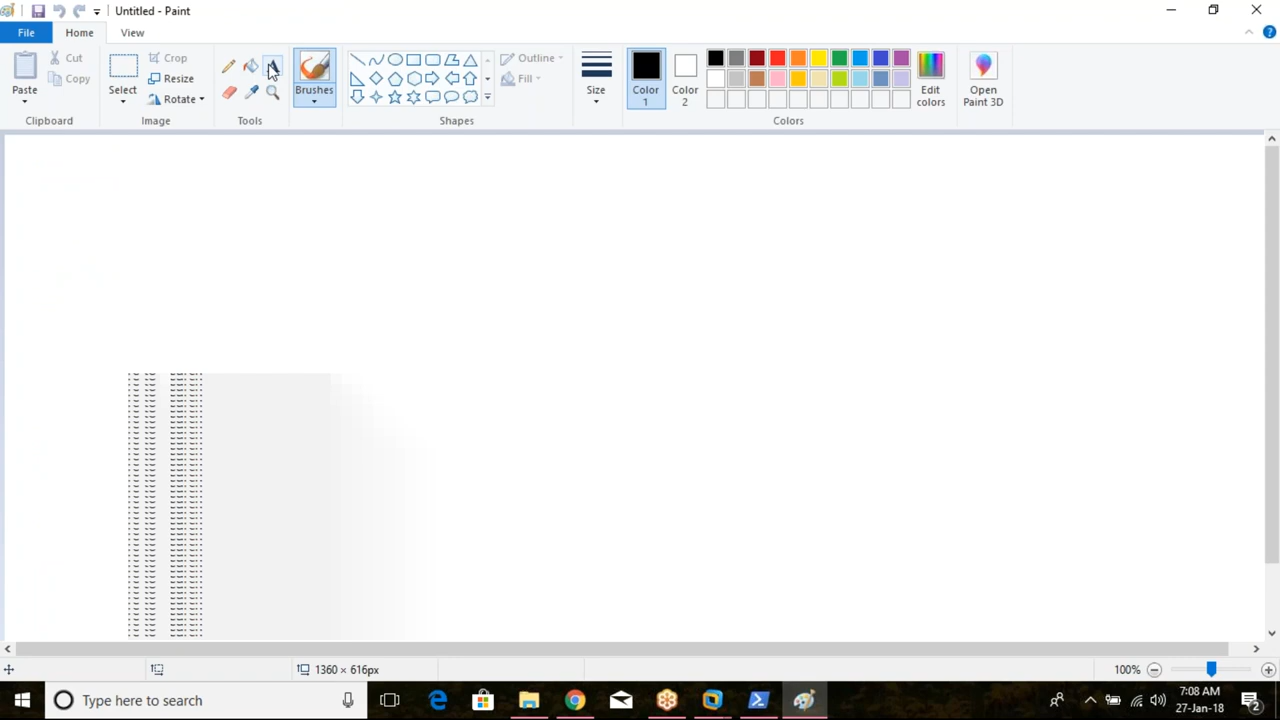 Untitled - Paint
File
Home
View
Paste
Cut
Copy
Clipboard
Select
Crop
Resize
Rotate
Image
A
Tools
Brushes
Shapes
Outline
Fill
Size
Color
1
Color
2
Edit
colors
Colors
Open
Paint 3D
1360 × 616px
100%
Type here to search
7:08 AM
27-Jan-18
2